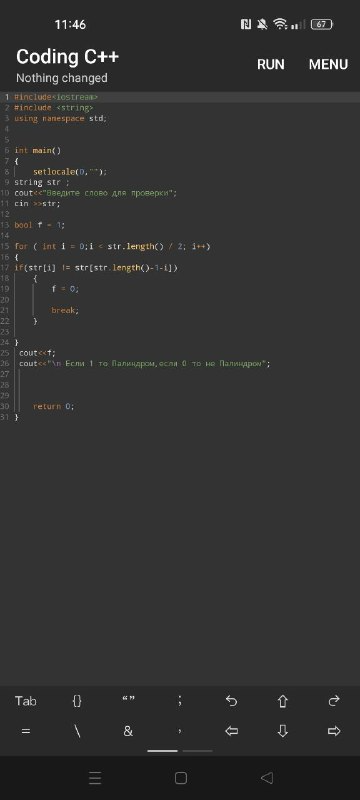 11:46
67
Coding C++
Nothing changed
RUN
MENU
1 #include<iostream>
2 #include <string>
3 using namespace std;
4
5
6 int main()
7 {
8 setlocale(0,"");
9 string str ;
10 cout<<"Введите слово для проверки";
11 cin >>str;
12
13 bool f = 1;
14
15 for ( int i = 0;i < str.length() / 2; i++)
16 {
17 if(str[i] != str[str.length()-1-i])
18 {
19 f = 0;
20
21 break;
22 }
23
24 }
25 cout<<f;
26 cout<<"\n Если 1 то Палиндром,если 0 то не Палиндром";
27
28
29
30 return 0;
31 }
Tab {} “” ;
= \ & ,